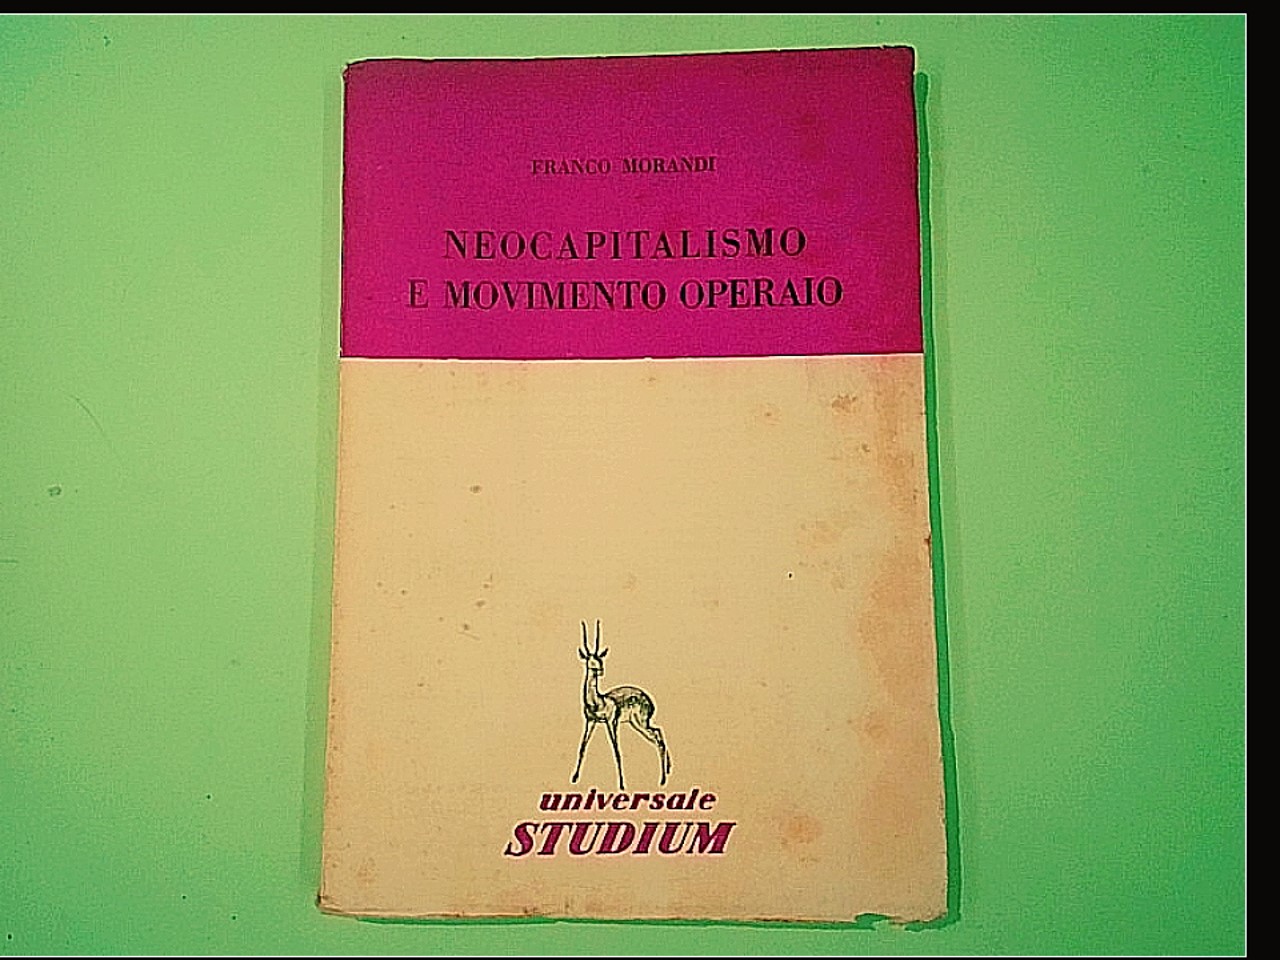 FRANCO MORANDI
NEOCAPITALISMO
E MOVIMENTO OPERAIO
universale
STUDIUM